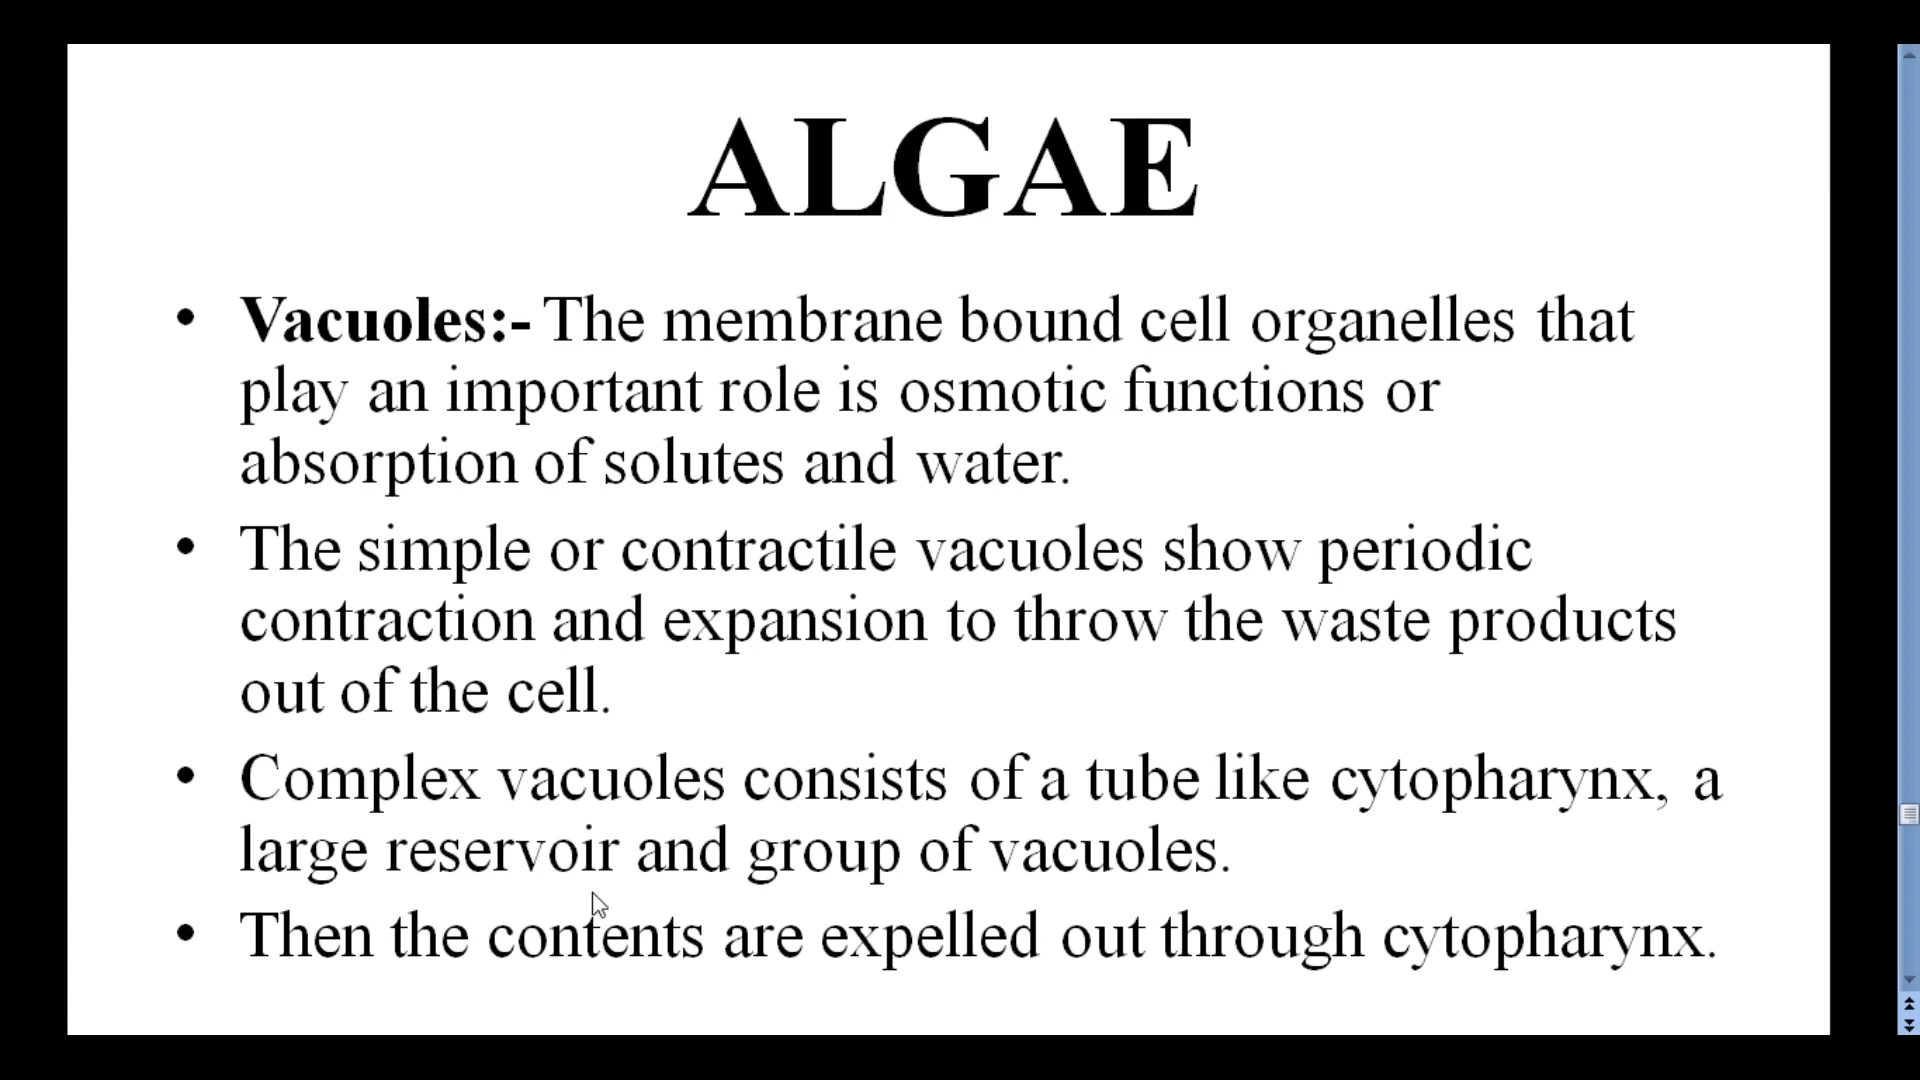 ALGAE
• Vacuoles:- The membrane bound cell organelles that
play an important role is osmotic functions or
absorption of solutes and water.
• The simple or contractile vacuoles show periodic
contraction and expansion to throw the waste products
out of the cell.
• Complex vacuoles consists of a tube like cytopharynx, a
large reservoir and group of vacuoles.
• Then the contents are expelled out through cytopharynx.